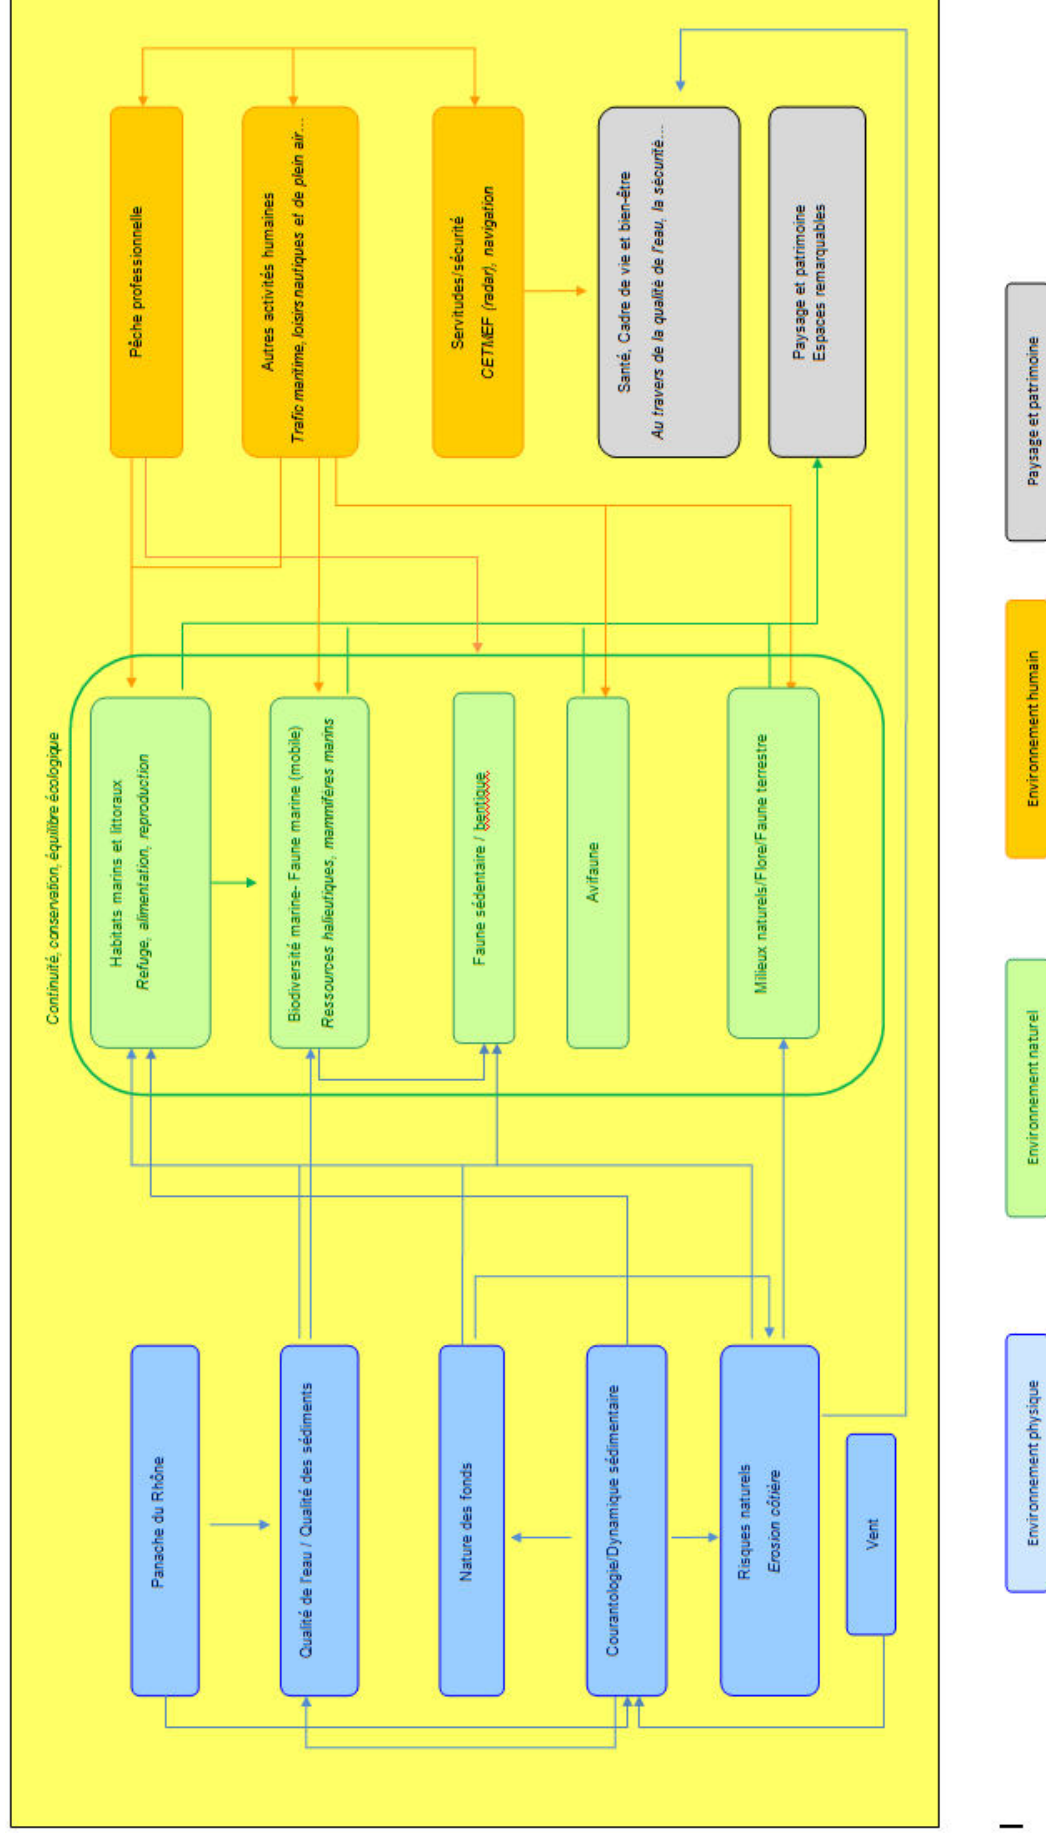 Panache du Rhône
Qualité de l'eau / Qualité des sédiments
Nature des fonds
Courantologie/Dynamique sédimentaire
Risques naturels
Erosion côtière
Vent
Continuité, conservation, équilibre écologique
Habitats marins et littoraux
Refuge, alimentation, reproduction
Biodiversité marine- Faune marine (mobile)
Ressources halieutiques, mammifères marins
Faune sédentaire / bentique
Avifaune
Milieux naturels/Flore/Faune terrestre
Pêche professionnelle
Autres activités humaines
Trafic maritime, loisirs nautiques et de plein air...
Servitudes/sécurité
CETMEF (radar), navigation
Santé, Cadre de vie et bien-être
Au travers de la qualité de l'eau, la sécurité...
Paysage et patrimoine
Espaces remarquables
Environnement physique
Environnement naturel
Environnement humain
Paysage et patrimoine